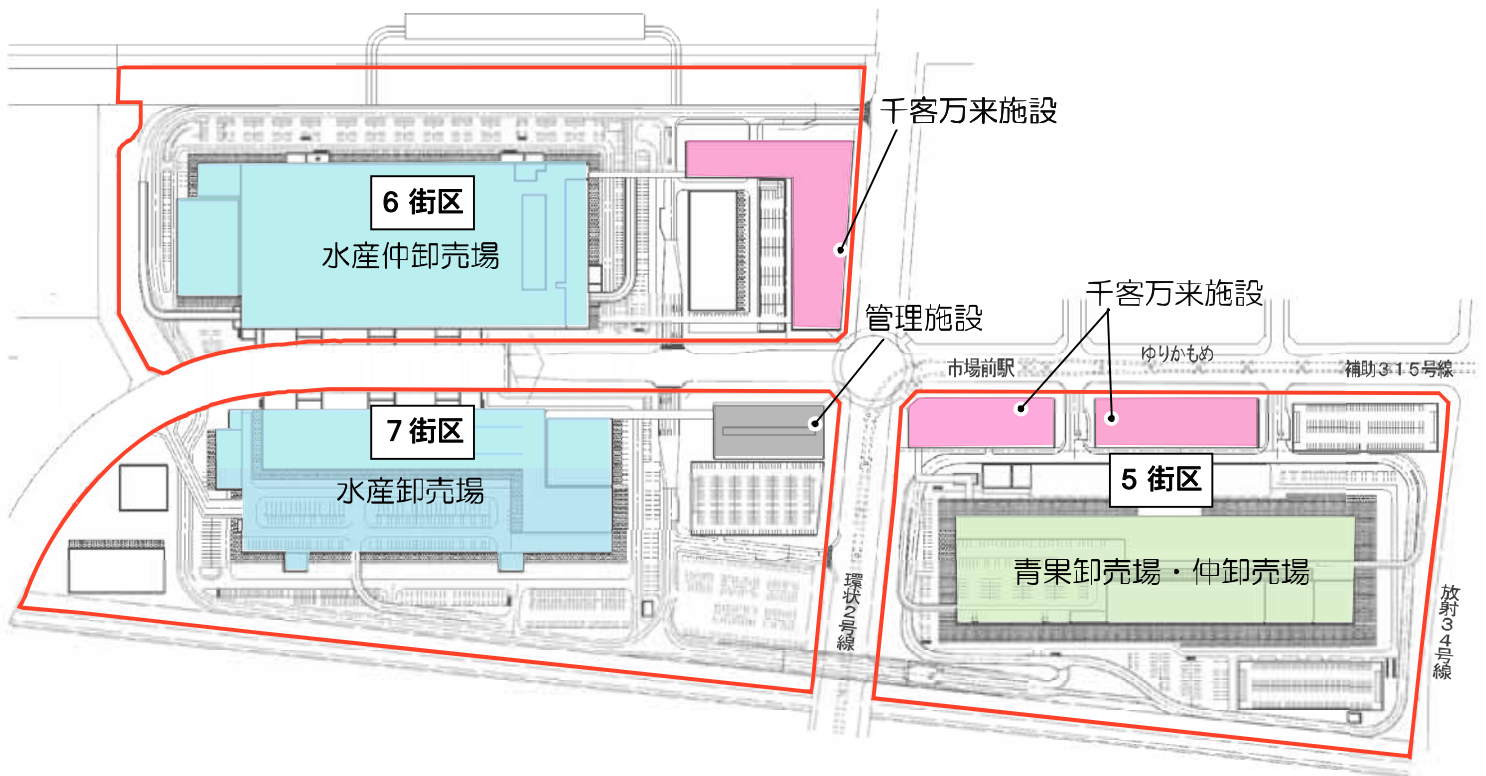 千客万来施設
6 街区
水産仲卸売場
千客万来施設
管理施設
市場前駅
ゆりかもめ
補助315号線
7 街区
水産卸売場
5 街区
青果卸売場・仲卸売場
環状2号線
放射34号線